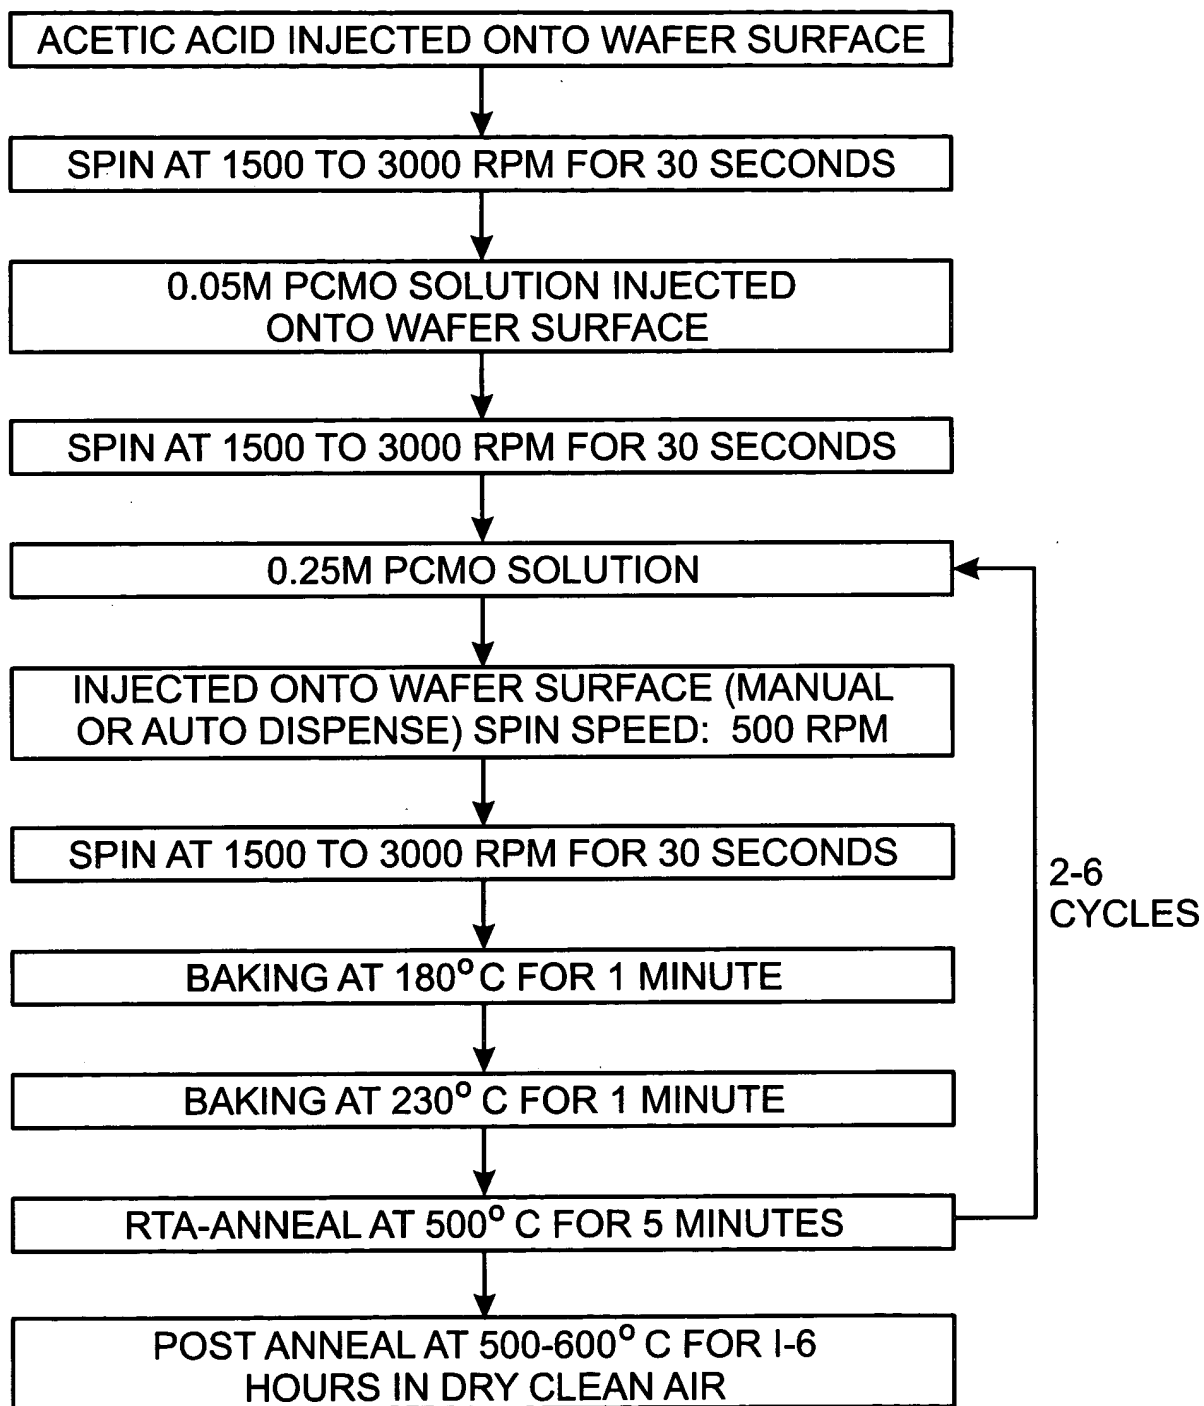 ACETIC ACID INJECTED ONTO WAFER SURFACE
SPIN AT 1500 TO 3000 RPM FOR 30 SECONDS
0.05M PCMO SOLUTION INJECTED
ONTO WAFER SURFACE
SPIN AT 1500 TO 3000 RPM FOR 30 SECONDS
0.25M PCMO SOLUTION
INJECTED ONTO WAFER SURFACE (MANUAL
OR AUTO DISPENSE) SPIN SPEED: 500 RPM
SPIN AT 1500 TO 3000 RPM FOR 30 SECONDS
2-6
CYCLES
BAKING AT 180° C FOR 1 MINUTE
BAKING AT 230° C FOR 1 MINUTE
RTA-ANNEAL AT 500° C FOR 5 MINUTES
POST ANNEAL AT 500-600° C FOR I-6
HOURS IN DRY CLEAN AIR